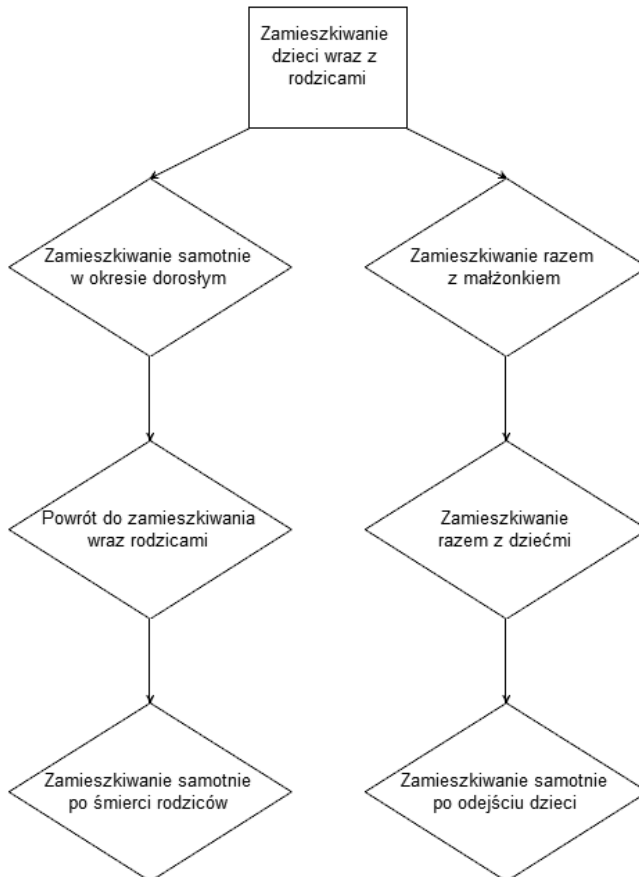 Zamieszkiwanie
dzieci wraz z
rodzicami
Zamieszkiwanie samotnie
w okresie dorosłym
Zamieszkiwanie razem
z małżonkiem
Powrót do zamieszkiwania
wraz rodzicami
Zamieszkiwanie
razem z dziećmi
Zamieszkiwanie samotnie
po śmierci rodziców
Zamieszkiwanie samotnie
po odejściu dzieci